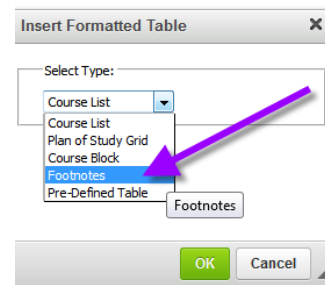 Insert Formatted Table
Select Type:
Course List
Course List
Plan of Study Grid
Course Block
Footnotes
Pre-Defined Table
Footnotes
OK Cancel